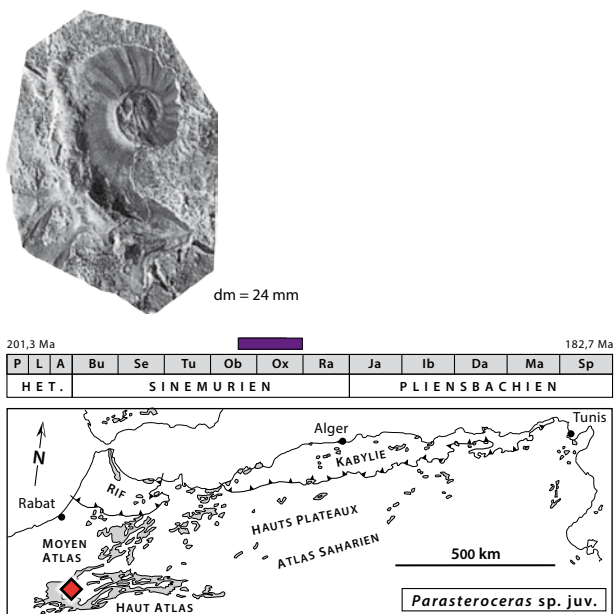 dm = 24 mm
201,3 Ma 182,7 Ma
P L A Bu Se Tu Ob Ox Ra Ja Ib Da Ma Sp
HET. SINEMURIEN PLIENSBACHIEN
Tunis
Alger
N
KABYLIE
RIF
Rabat
HAUTS PLATEAUX
MOYEN
ATLAS
ATLAS SAHARIEN
500 km
HAUT ATLAS
Parasteroceras sp. juv.